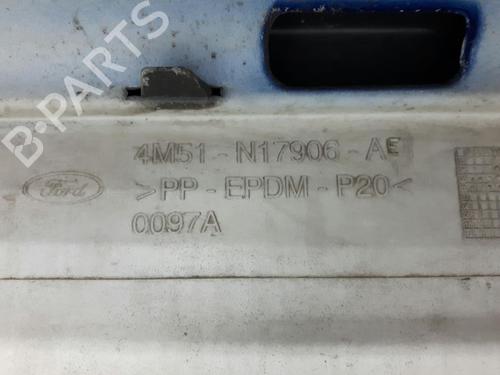 B-PARTS
4M51 - N17906 - AE
Ford
>PP - EPDM - P20<
0097A